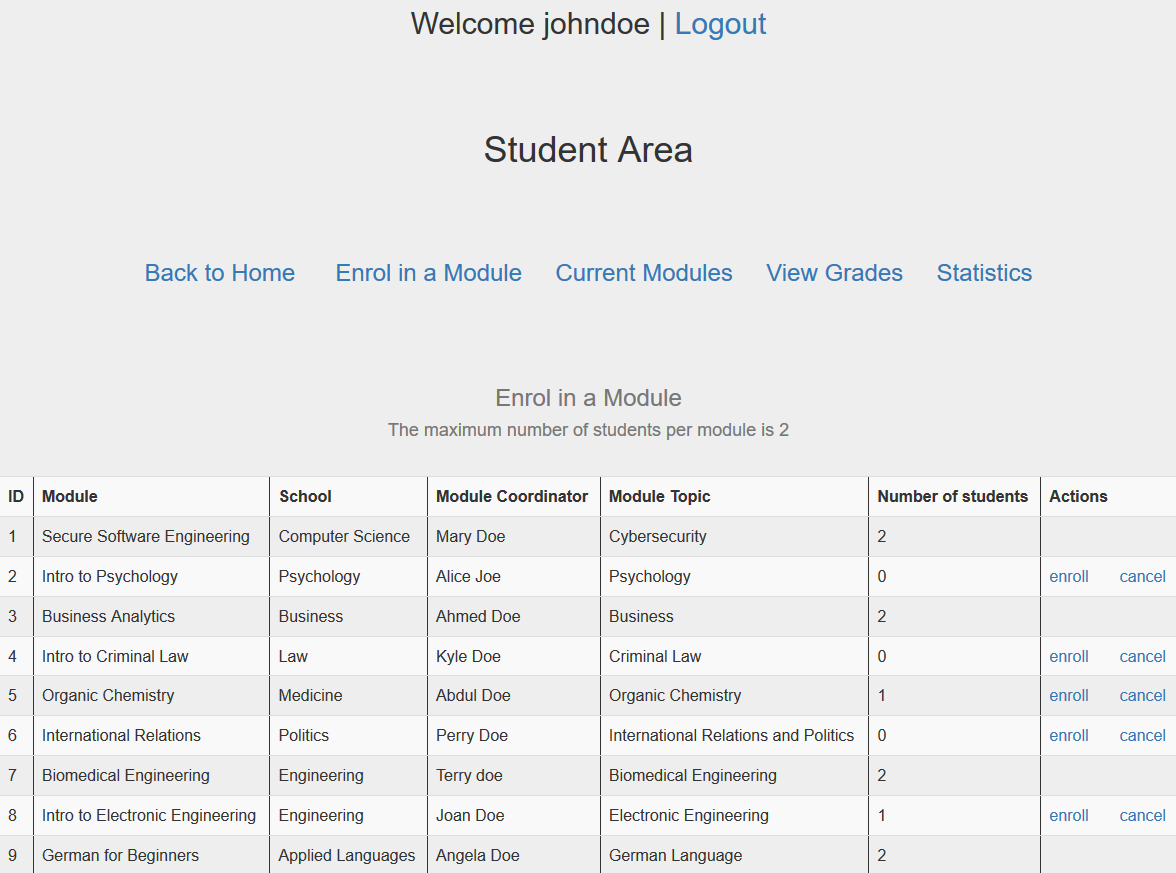 Welcome johndoe | Logout
Student Area
Back to Home Enrol in a Module Current Modules View Grades Statistics
Enrol in a Module
The maximum number of students per module is 2
ID Module School Module Coordinator Module Topic Number of students Actions
1 Secure Software Engineering Computer Science Mary Doe Cybersecurity 2
2 Intro to Psychology Psychology Alice Joe Psychology 0 enroll cancel
3 Business Analytics Business Ahmed Doe Business 2
4 Intro to Criminal Law Law Kyle Doe Criminal Law 0 enroll cancel
5 Organic Chemistry Medicine Abdul Doe Organic Chemistry 1 enroll cancel
6 International Relations Politics Perry Doe International Relations and Politics 0 enroll cancel
7 Biomedical Engineering Engineering Terry doe Biomedical Engineering 2
8 Intro to Electronic Engineering Engineering Joan Doe Electronic Engineering 1 enroll cancel
9 German for Beginners Applied Languages Angela Doe German Language 2